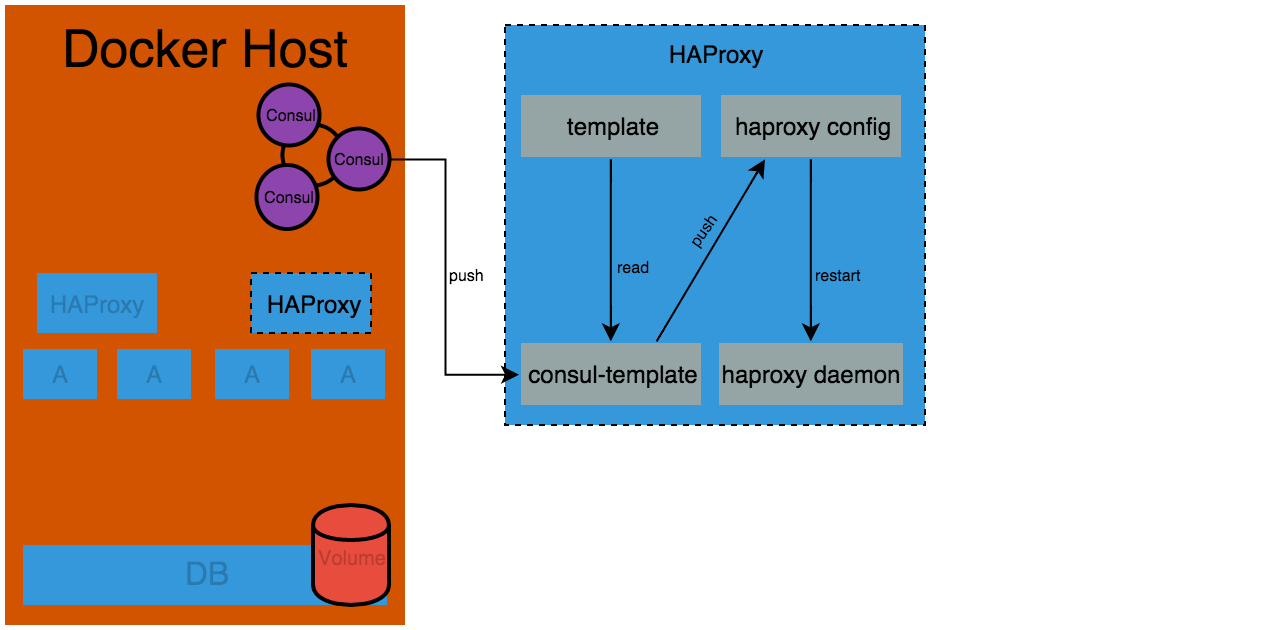 Docker Host
Consul
Consul
Consul
HAProxy
HAProxy
A
A
A
A
DB
Volume
push
HAProxy
template
haproxy config
read
push
restart
consul-template
haproxy daemon